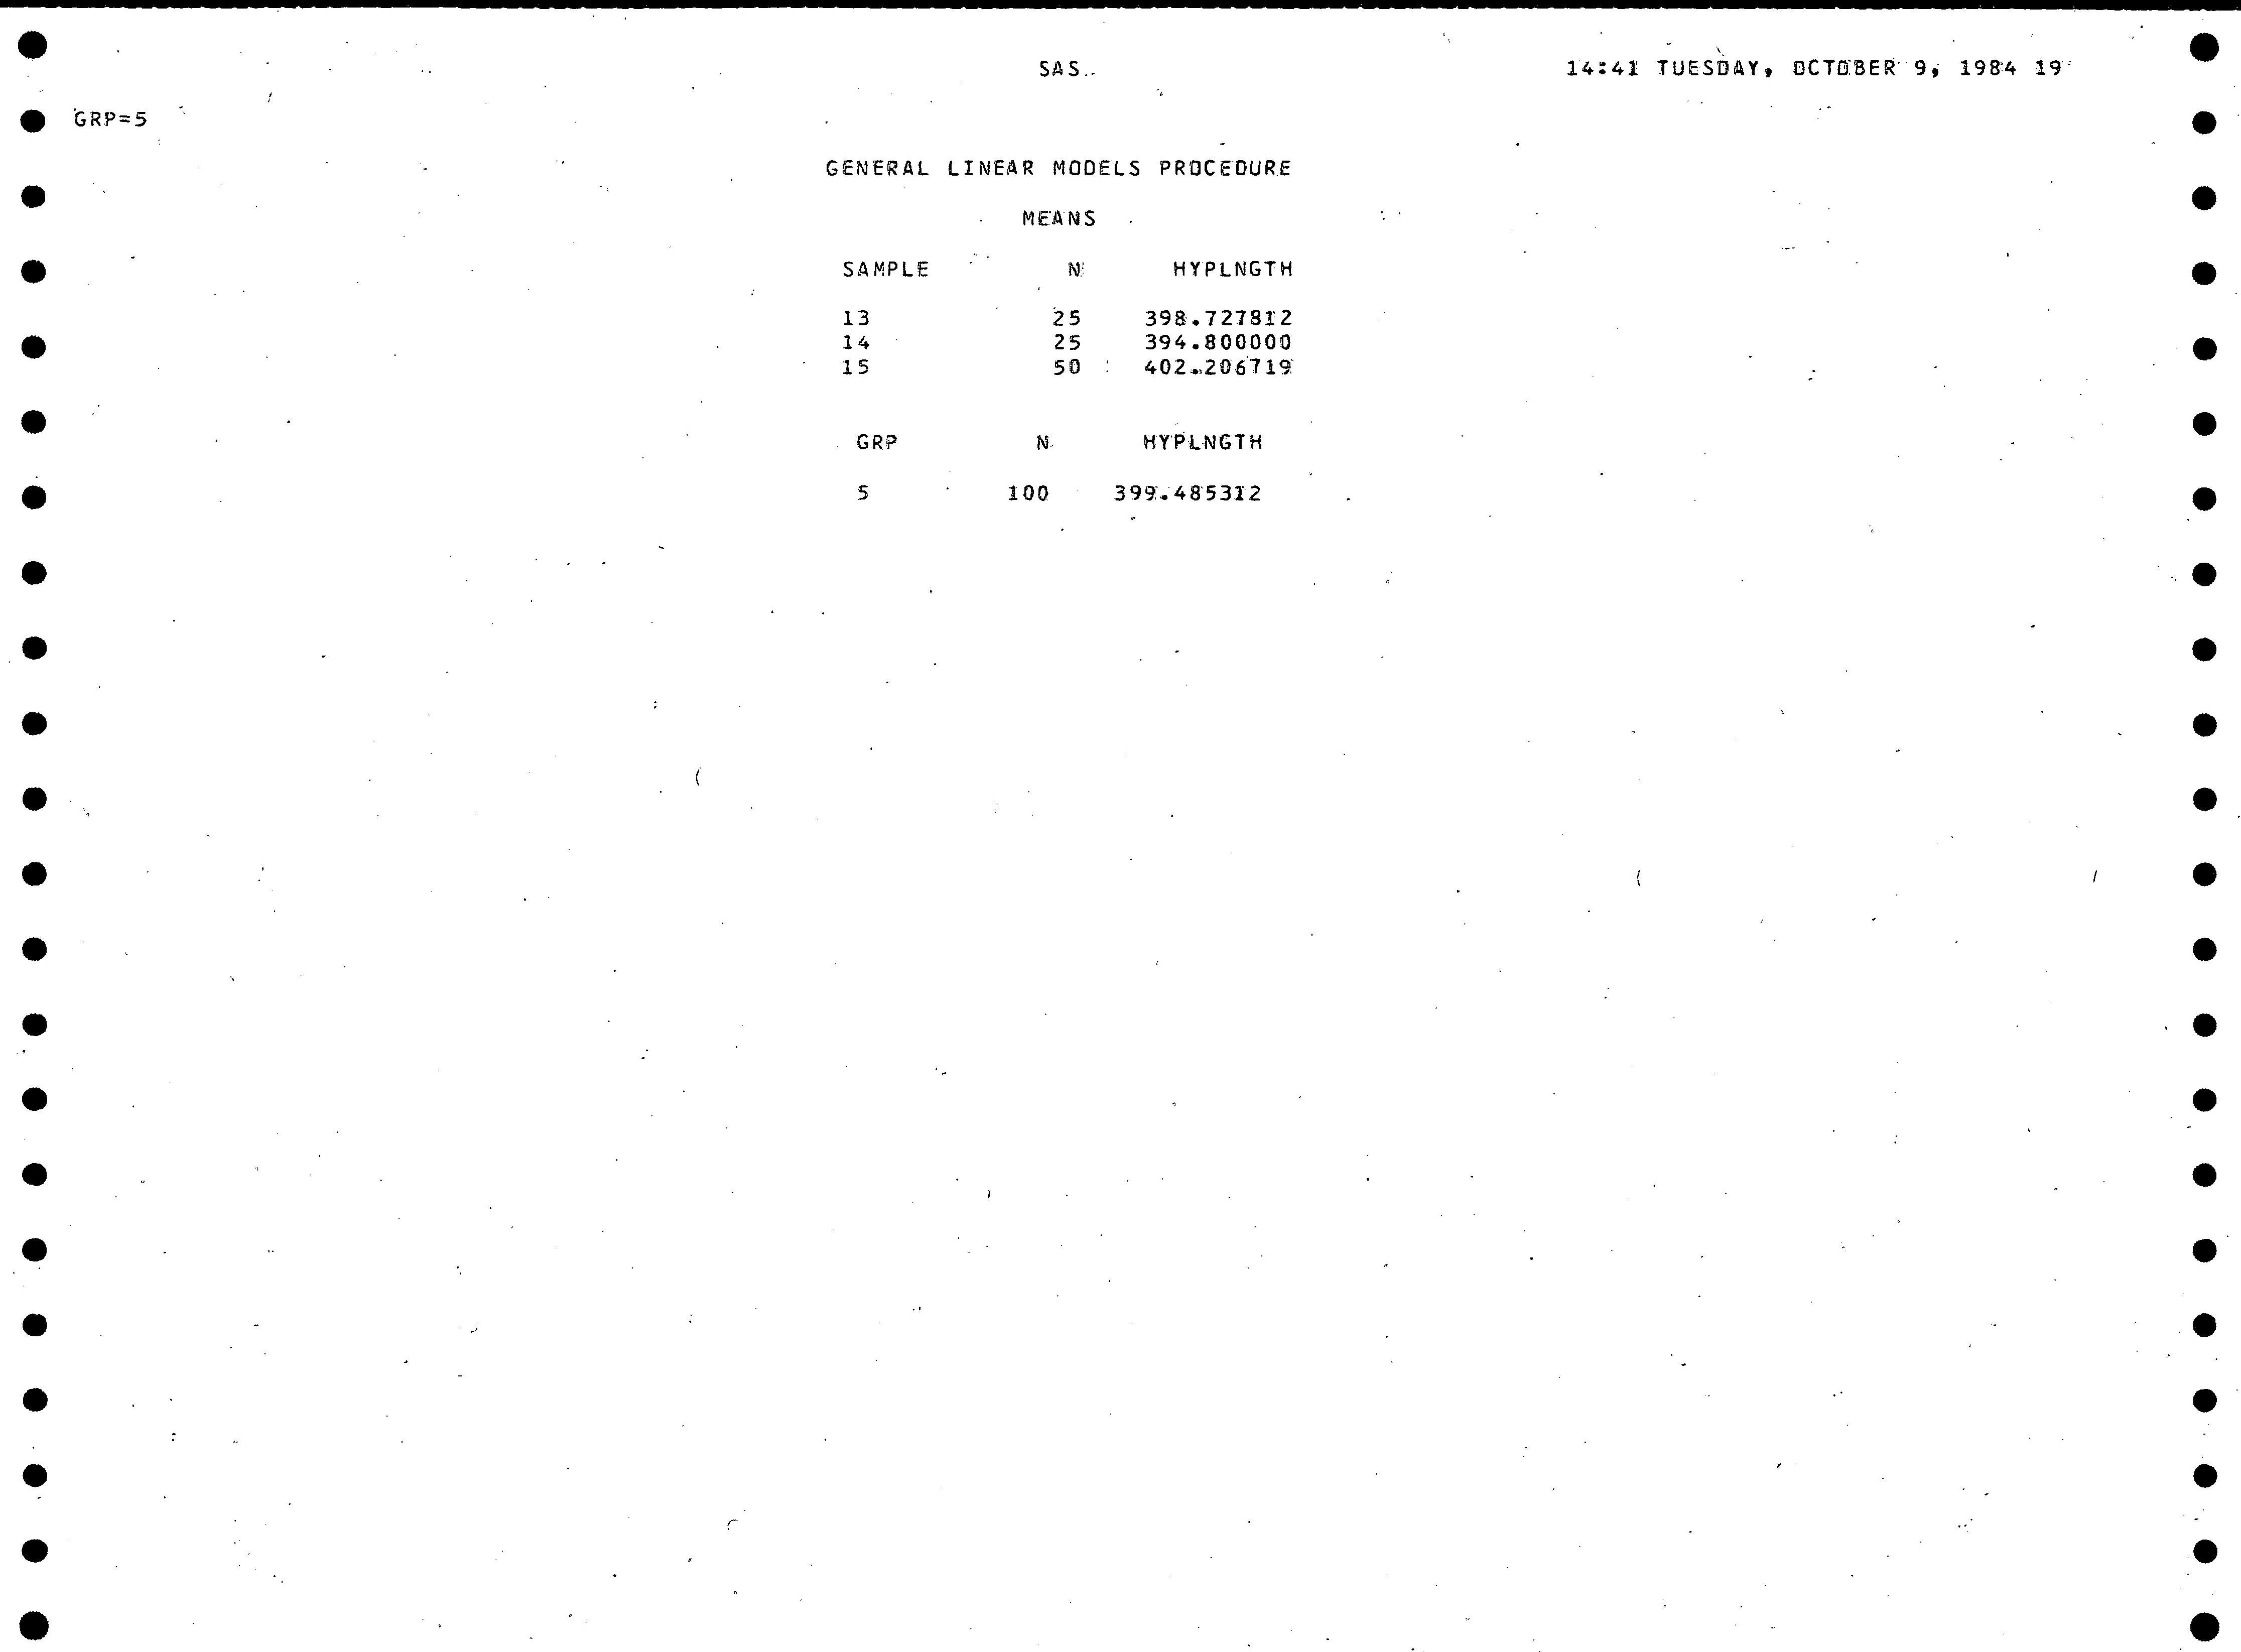 SAS 14:41 TUESDAY, OCTOBER 9, 1984 19
GRP=5
GENERAL LINEAR MODELS PROCEDURE
MEANS
SAMPLE N HYPLNGTH
13 25 398.727812
14 25 394.800000
15 50 402.206719
GRP N HYPLNGTH
5 100 399.485312